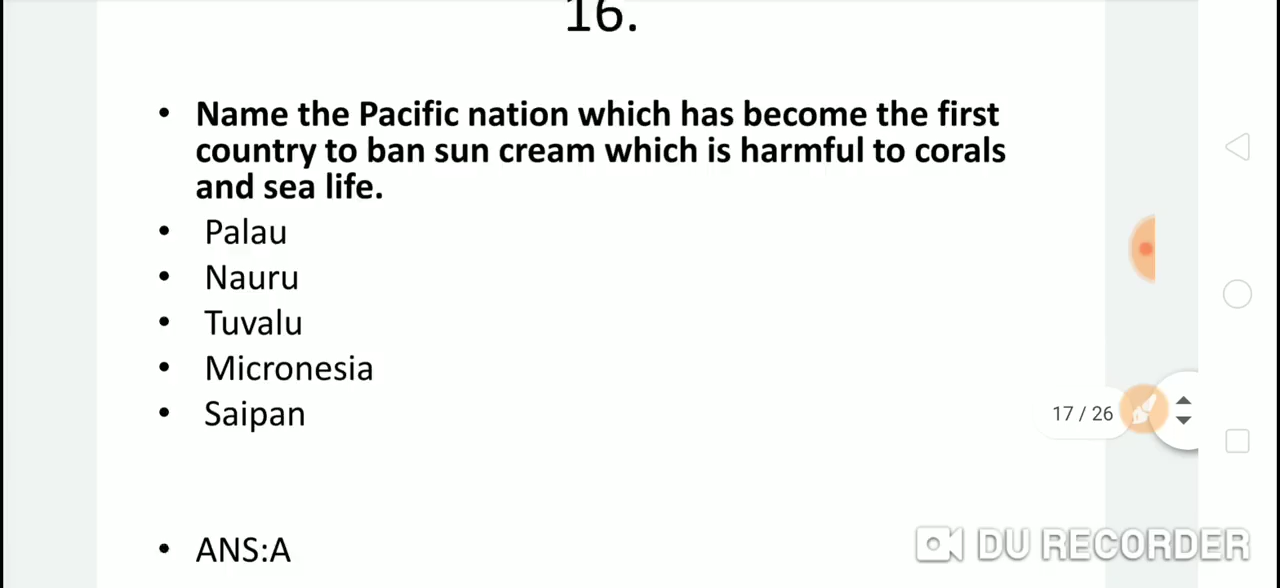 16.
• Name the Pacific nation which has become the first
country to ban sun cream which is harmful to corals
and sea life.
• Palau
• Nauru
• Tuvalu
• Micronesia
• Saipan
17 / 26
• ANS:A
DU RECORDER